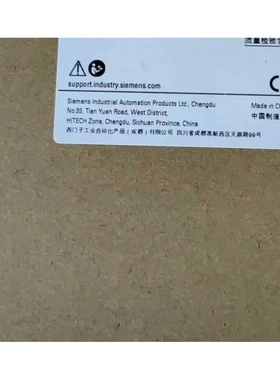 质量检验合
support.industry.siemens.com
Siemens Industrial Automation Products Ltd., Chengdu
No.99, Tian Yuan Road, West District,
HITECH Zone, Chengdu, Sichuan Province, China
Made in C
西门子工业自动化产品（成都）有限公司 四川省成都高新西区天源路99号
中国制造